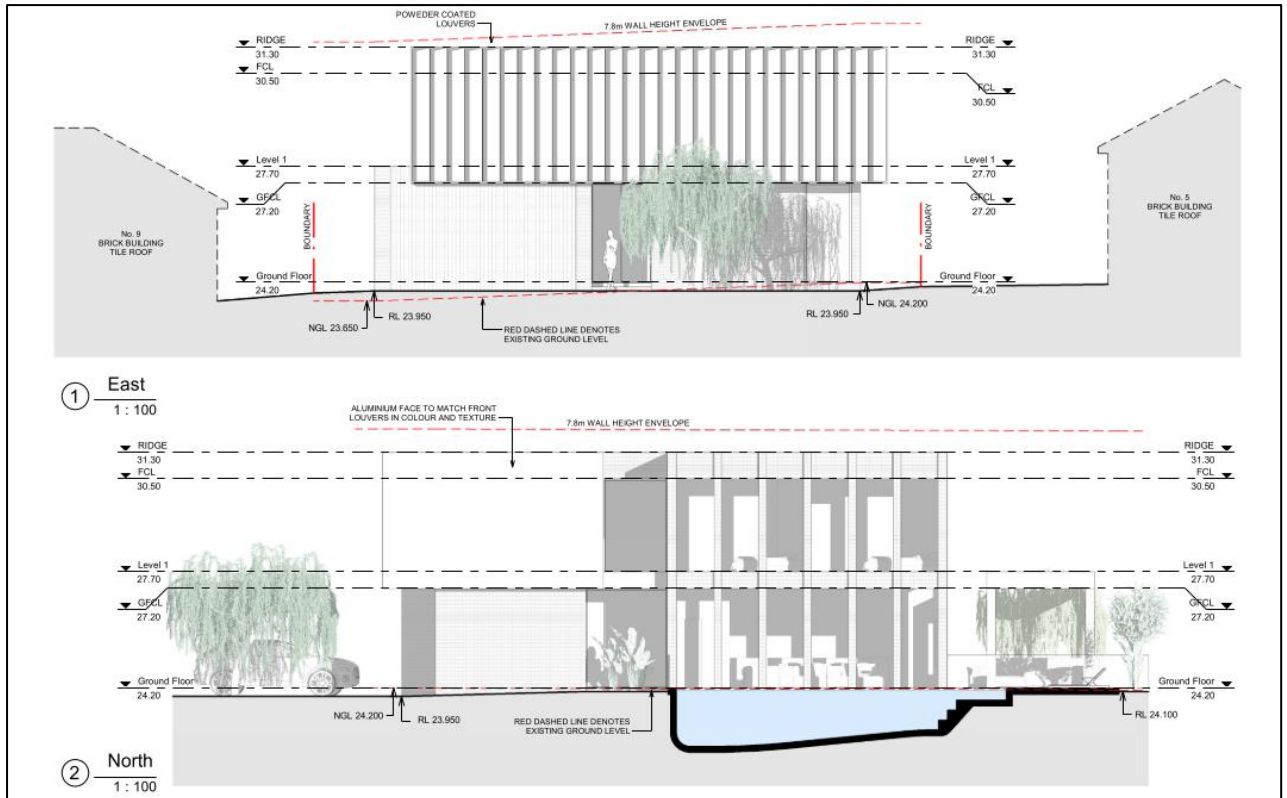 POWEDER COATED
LOUVERS
7.8m WALL HEIGHT ENVELOPE
RIDGE
31.30
FCL
30.50
RIDGE
31.30
FCL
30.50
Level 1
27.70
GFCL
27.20
Level 1
27.70
GFCL
27.20
No. 9
BRICK BUILDING
TILE ROOF
BOUNDARY
BOUNDARY
No. 5
BRICK BUILDING
TILE ROOF
Ground Floor
24.20
Ground Floor
24.20
NGL 23.650
RL 23.950
RED DASHED LINE DENOTES
EXISTING GROUND LEVEL
RL 23.950
NGL 24.200
1 East
1 : 100
ALUMINIUM FACE TO MATCH FRONT
LOUVERS IN COLOUR AND TEXTURE
7.8m WALL HEIGHT ENVELOPE
RIDGE
31.30
FCL
30.50
RIDGE
31.30
FCL
30.50
Level 1
27.70
GFCL
27.20
Level 1
27.70
GFCL
27.20
Ground Floor
24.20
Ground Floor
24.20
NGL 24.200
RL 23.950
RED DASHED LINE DENOTES
EXISTING GROUND LEVEL
RL 24.100
2 North
1 : 100